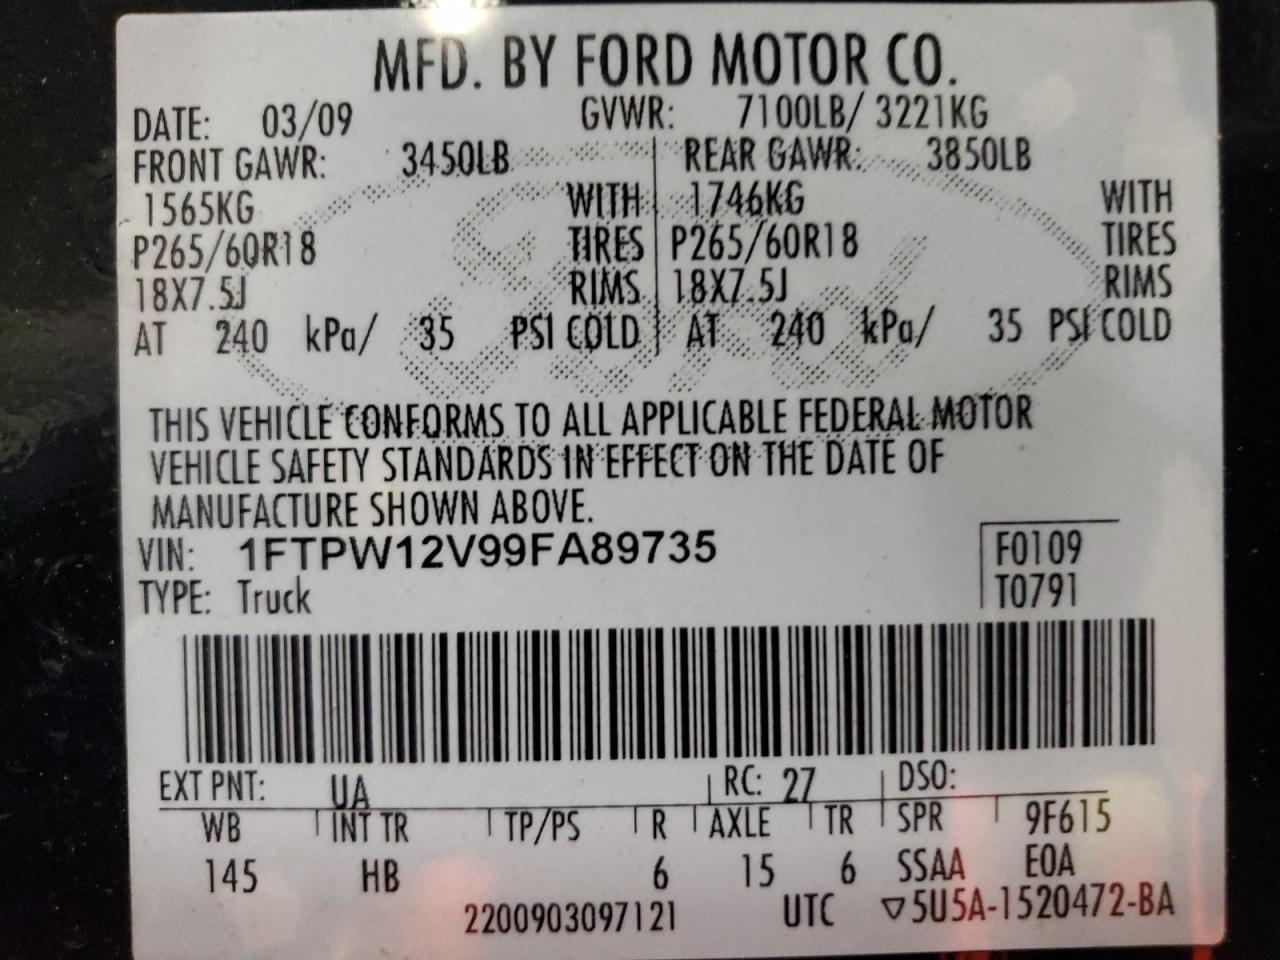 MFD. BY FORD MOTOR CO.
DATE: 03/09 GVWR: 7100LB/ 3221KG
FRONT GAWR: 3450LB REAR GAWR: 3850LB
1565KG WITH 1746KG WITH
P265/60R18 TIRES P265/60R18 TIRES
18X7.5J RIMS 18X7.5J RIMS
AT 240 kPa/ 35 PSI COLD AT 240 kPa/ 35 PSI COLD
THIS VEHICLE CONFORMS TO ALL APPLICABLE FEDERAL MOTOR
VEHICLE SAFETY STANDARDS IN EFFECT ON THE DATE OF
MANUFACTURE SHOWN ABOVE.
VIN: 1FTPW12V99FA89735 F0109
TYPE: Truck T0791
EXT PNT: UA RC: 27 DSO:
WB INT TR TP/PS R AXLE TR SPR 9F615
145 HB 6 15 6 SSAA E0A
2200903097121 UTC ▽5U5A-1520472-BA